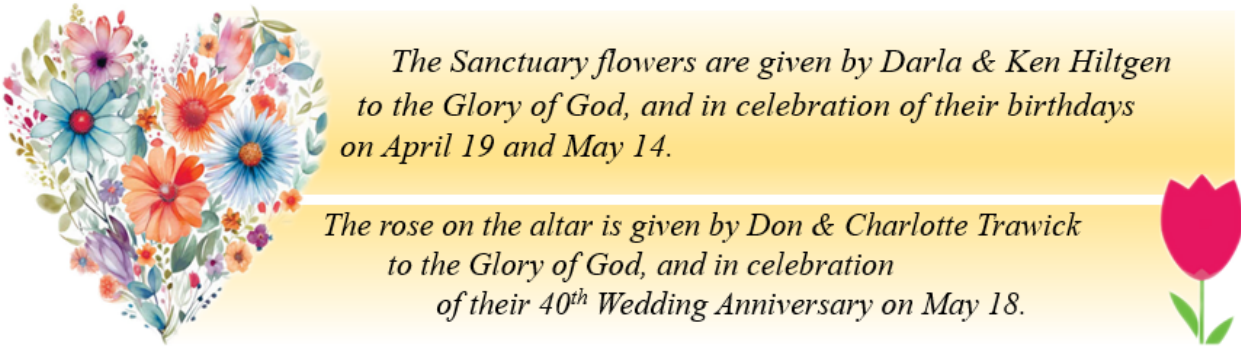 The Sanctuary flowers are given by Darla & Ken Hiltgen
to the Glory of God, and in celebration of their birthdays
on April 19 and May 14.
The rose on the altar is given by Don & Charlotte Trawick
to the Glory of God, and in celebration
of their 40th Wedding Anniversary on May 18.